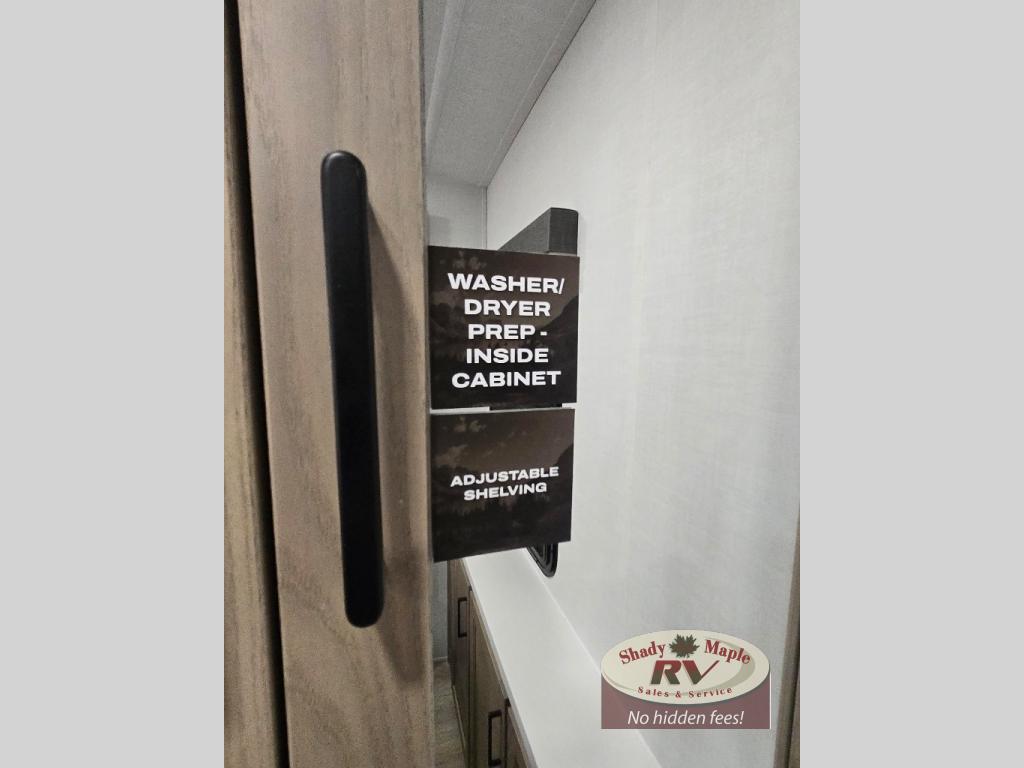 WASHER/
DRYER
PREP -
INSIDE
CABINET
ADJUSTABLE
SHELVING
Shady Maple
RV
Sales & Service
No hidden fees!